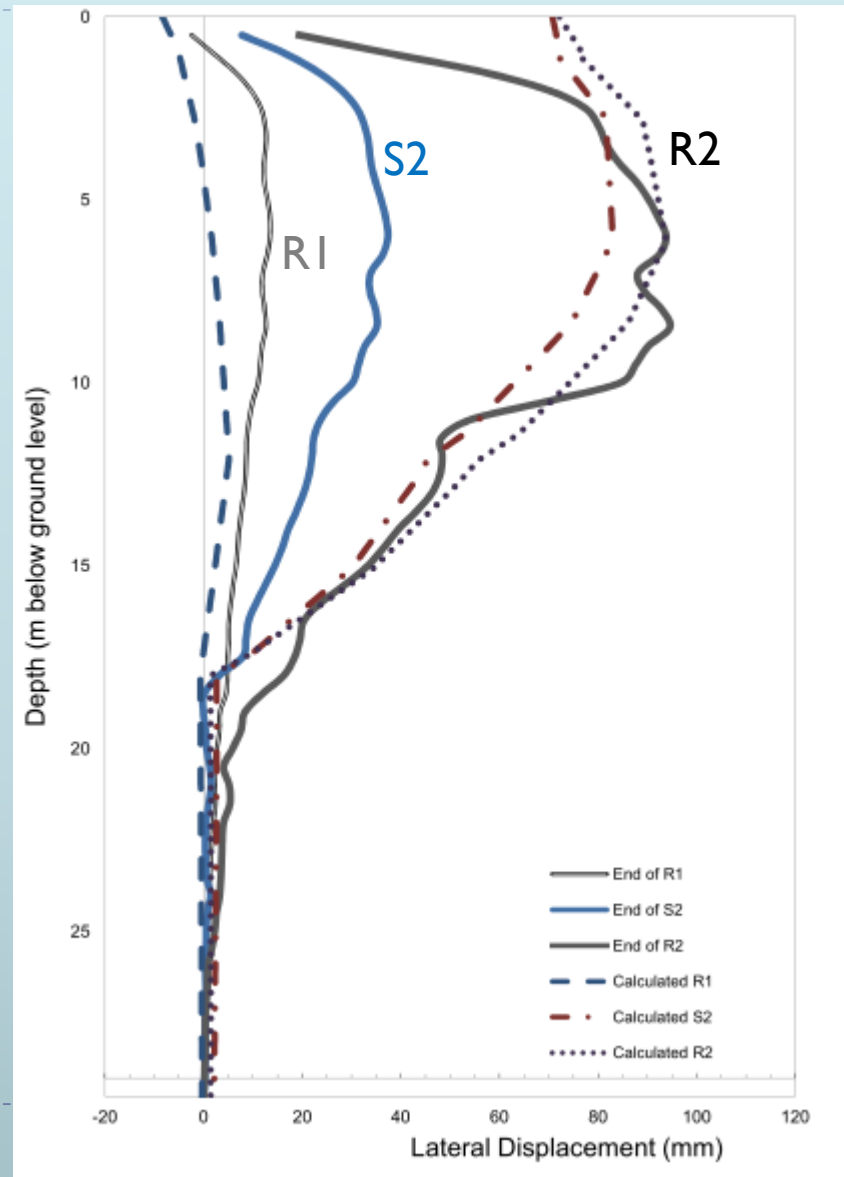 0
S2
R2
R1
5
10
15
20
25
Depth (m below ground level)
End of R1
End of S2
End of R2
Calculated R1
Calculated S2
Calculated R2
-20 0 20 40 60 80 100 120
Lateral Displacement (mm)